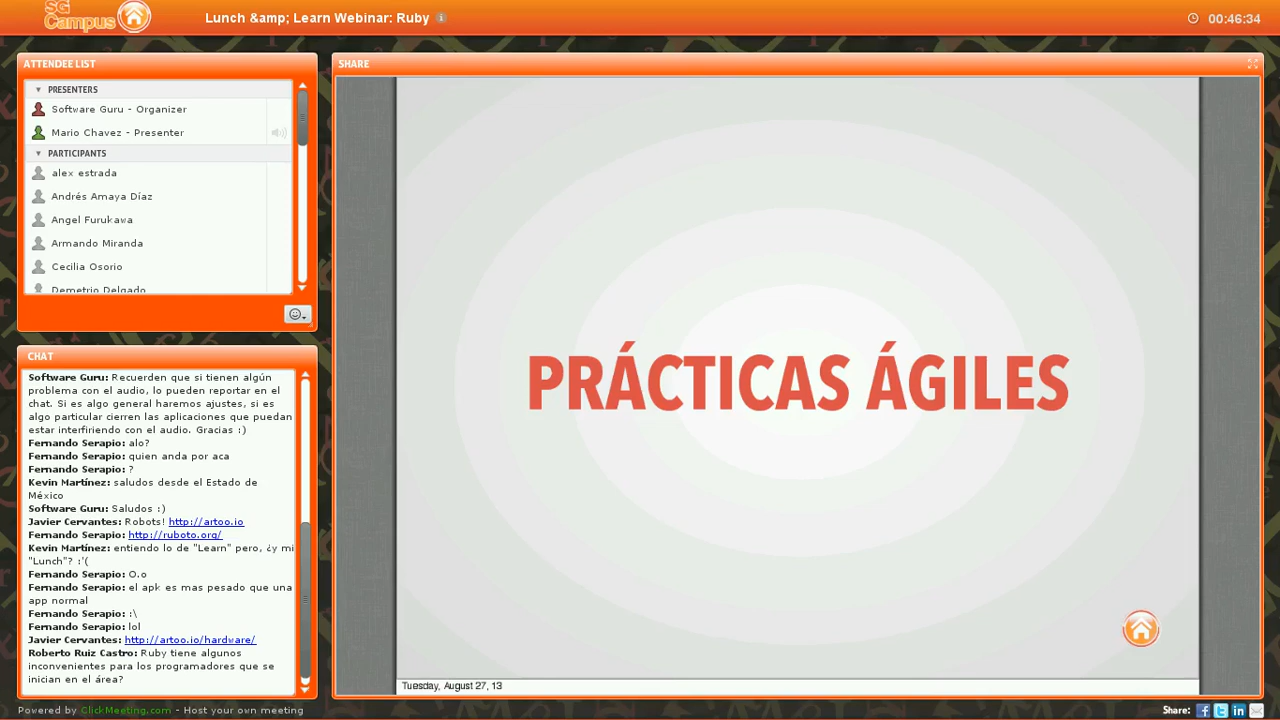 SG
Campus
Lunch &amp; Learn Webinar: Ruby
00:46:34
ATTENDEE LIST
PRESENTERS
Software Guru - Organizer
Mario Chavez - Presenter
PARTICIPANTS
alex estrada
Andrés Amaya Díaz
Angel Furukawa
Armando Miranda
Cecilia Osorio
Demetrio Delgado
CHAT
Software Guru: Recuerden que si tienen algún
problema con el audio, lo pueden reportar en el
chat. Si es algo general haremos ajustes, si es
algo particular cierren las aplicaciones que puedan
estar interfiriendo con el audio. Gracias :)
Fernando Serapio: alo?
Fernando Serapio: quien anda por aca
Fernando Serapio: ?
Kevin Martínez: saludos desde el Estado de
México
Software Guru: Saludos :)
Javier Cervantes: Robots! http://artoo.io
Fernando Serapio: http://ruboto.org/
Kevin Martínez: entiendo lo de "Learn" pero, ¿y mi
"Lunch"? :'(
Fernando Serapio: O.o
Fernando Serapio: el apk es mas pesado que una
app normal
Fernando Serapio: :\
Fernando Serapio: lol
Javier Cervantes: http://artoo.io/hardware/
Roberto Ruiz Castro: Ruby tiene algunos
inconvenientes para los programadores que se
inician en el área?
SHARE
PRÁCTICAS ÁGILES
Tuesday, August 27, 13
Powered by ClickMeeting.com - Host your own meeting
Share: